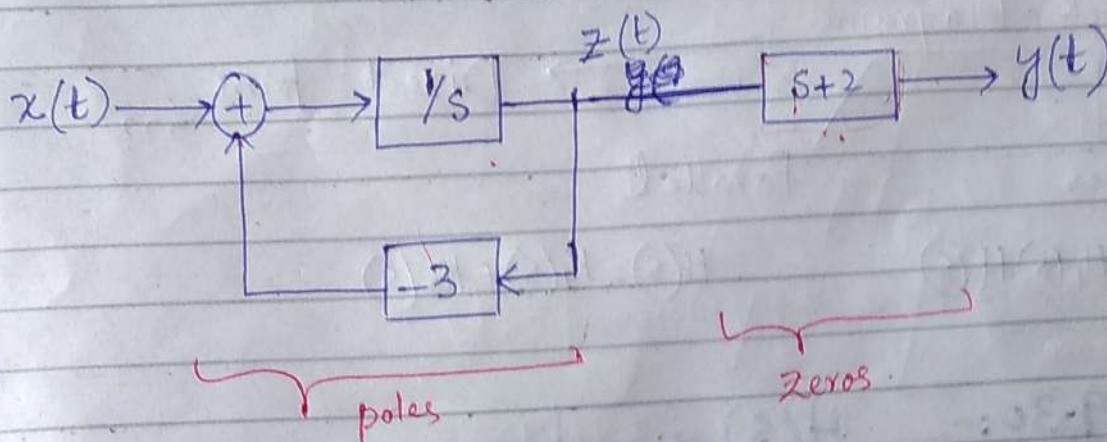 z(t)
x(t) + 1/s s+2 y(t)
-3
poles zeros.